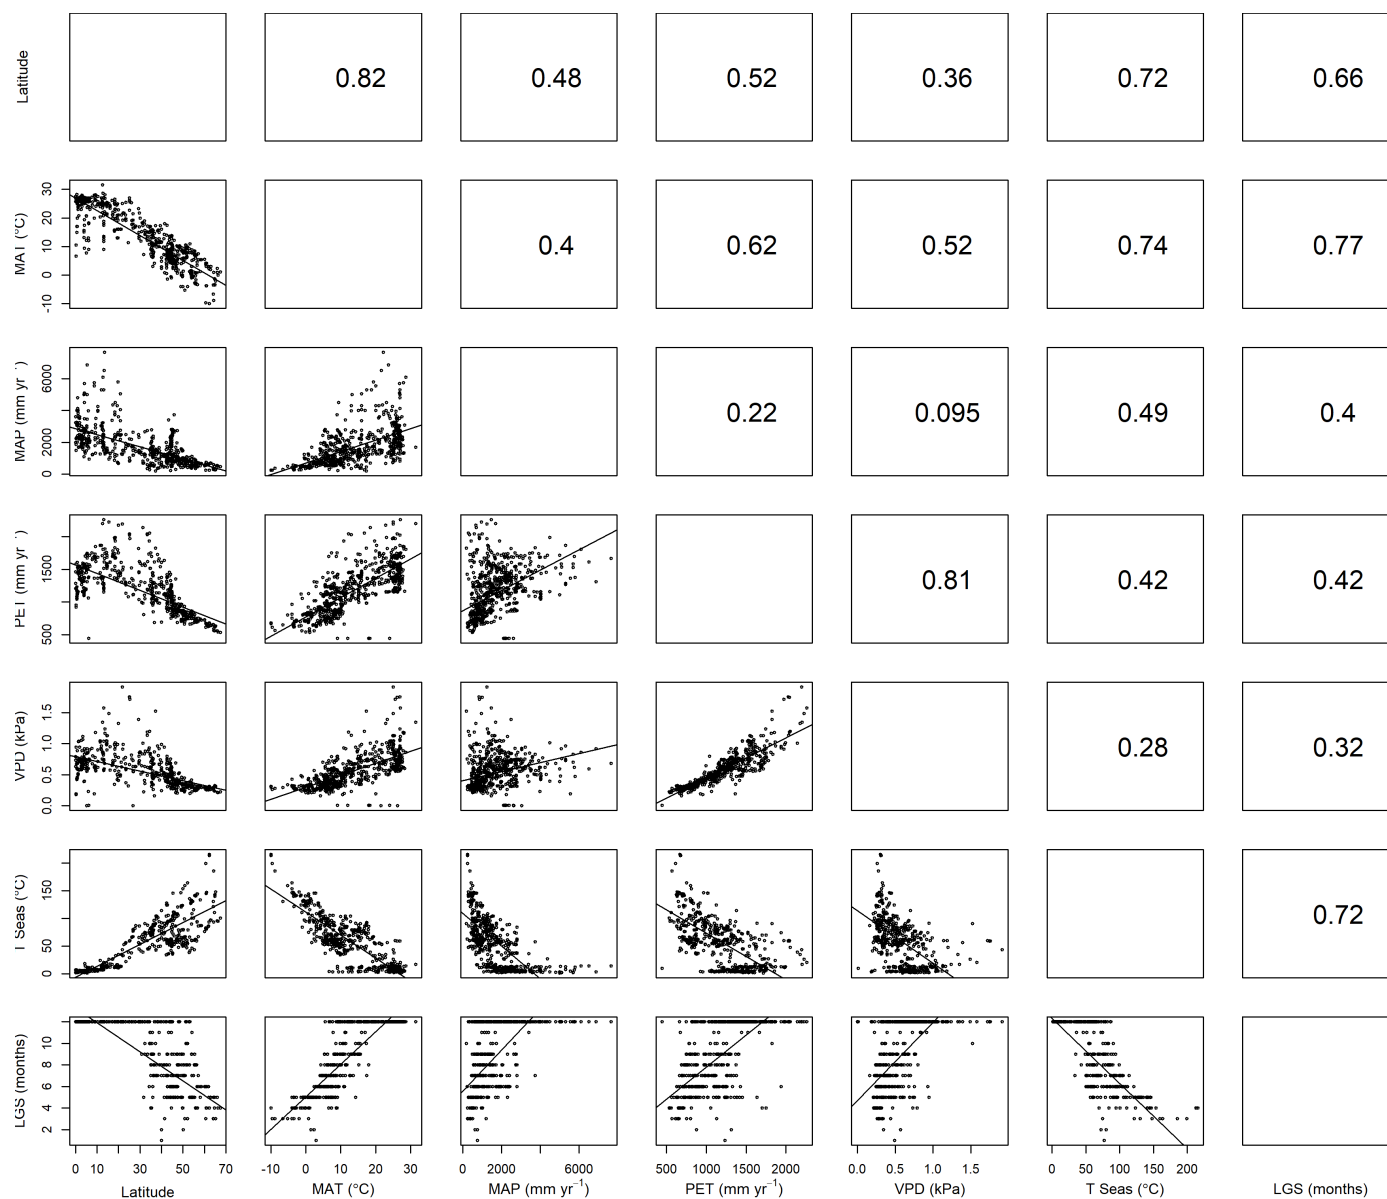 Latitude
0.82 0.48 0.52 0.36 0.72 0.66
MAT (°C)
30
20
10
0
-10
0.4 0.62 0.52 0.74 0.77
MAP (mm yr
6000
2000
0
0.22 0.095 0.49 0.4
PET (mm yr
1500
500
0.81 0.42 0.42
VPD (kPa)
1.5
1.0
0.5
0.0
0.28 0.32
T Seas (°C)
150
50
0
0.72
LGS (months)
10
8
6
4
2
0 10 20 30 40 50 60 70
-10 0 10 20 30
0 2000 6000
500 1000 1500 2000
0.0 0.5 1.0 1.5
0 50 100 150 200
Latitude
MAT (°C)
MAP (mm yr⁻¹)
PET (mm yr⁻¹)
VPD (kPa)
T Seas (°C)
LGS (months)